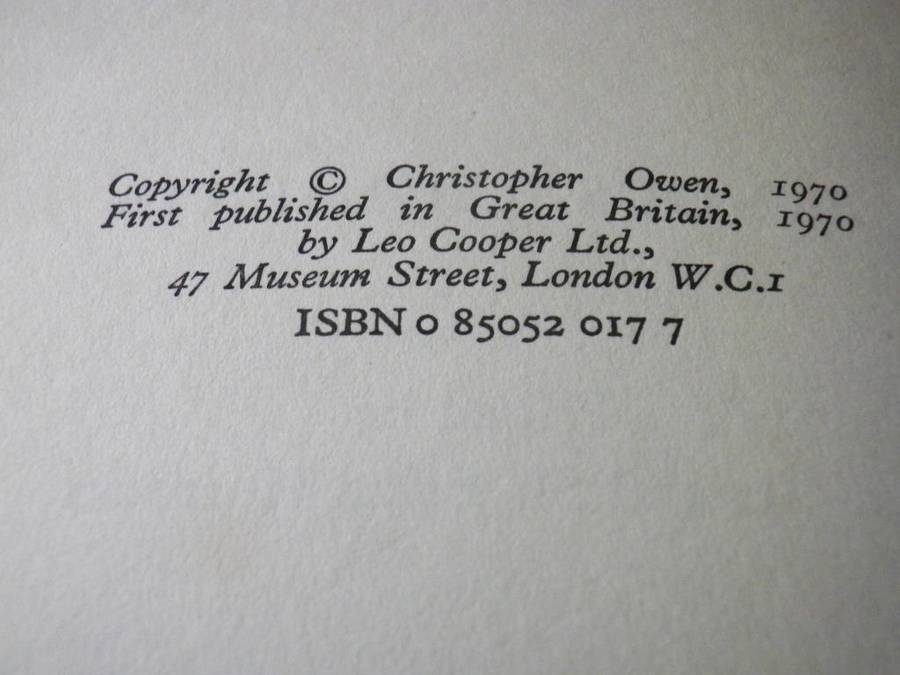 Copyright © Christopher Owen, 1970
First published in Great Britain, 1970
by Leo Cooper Ltd.,
47 Museum Street, London W.C.1
ISBN 0 85052 017 7